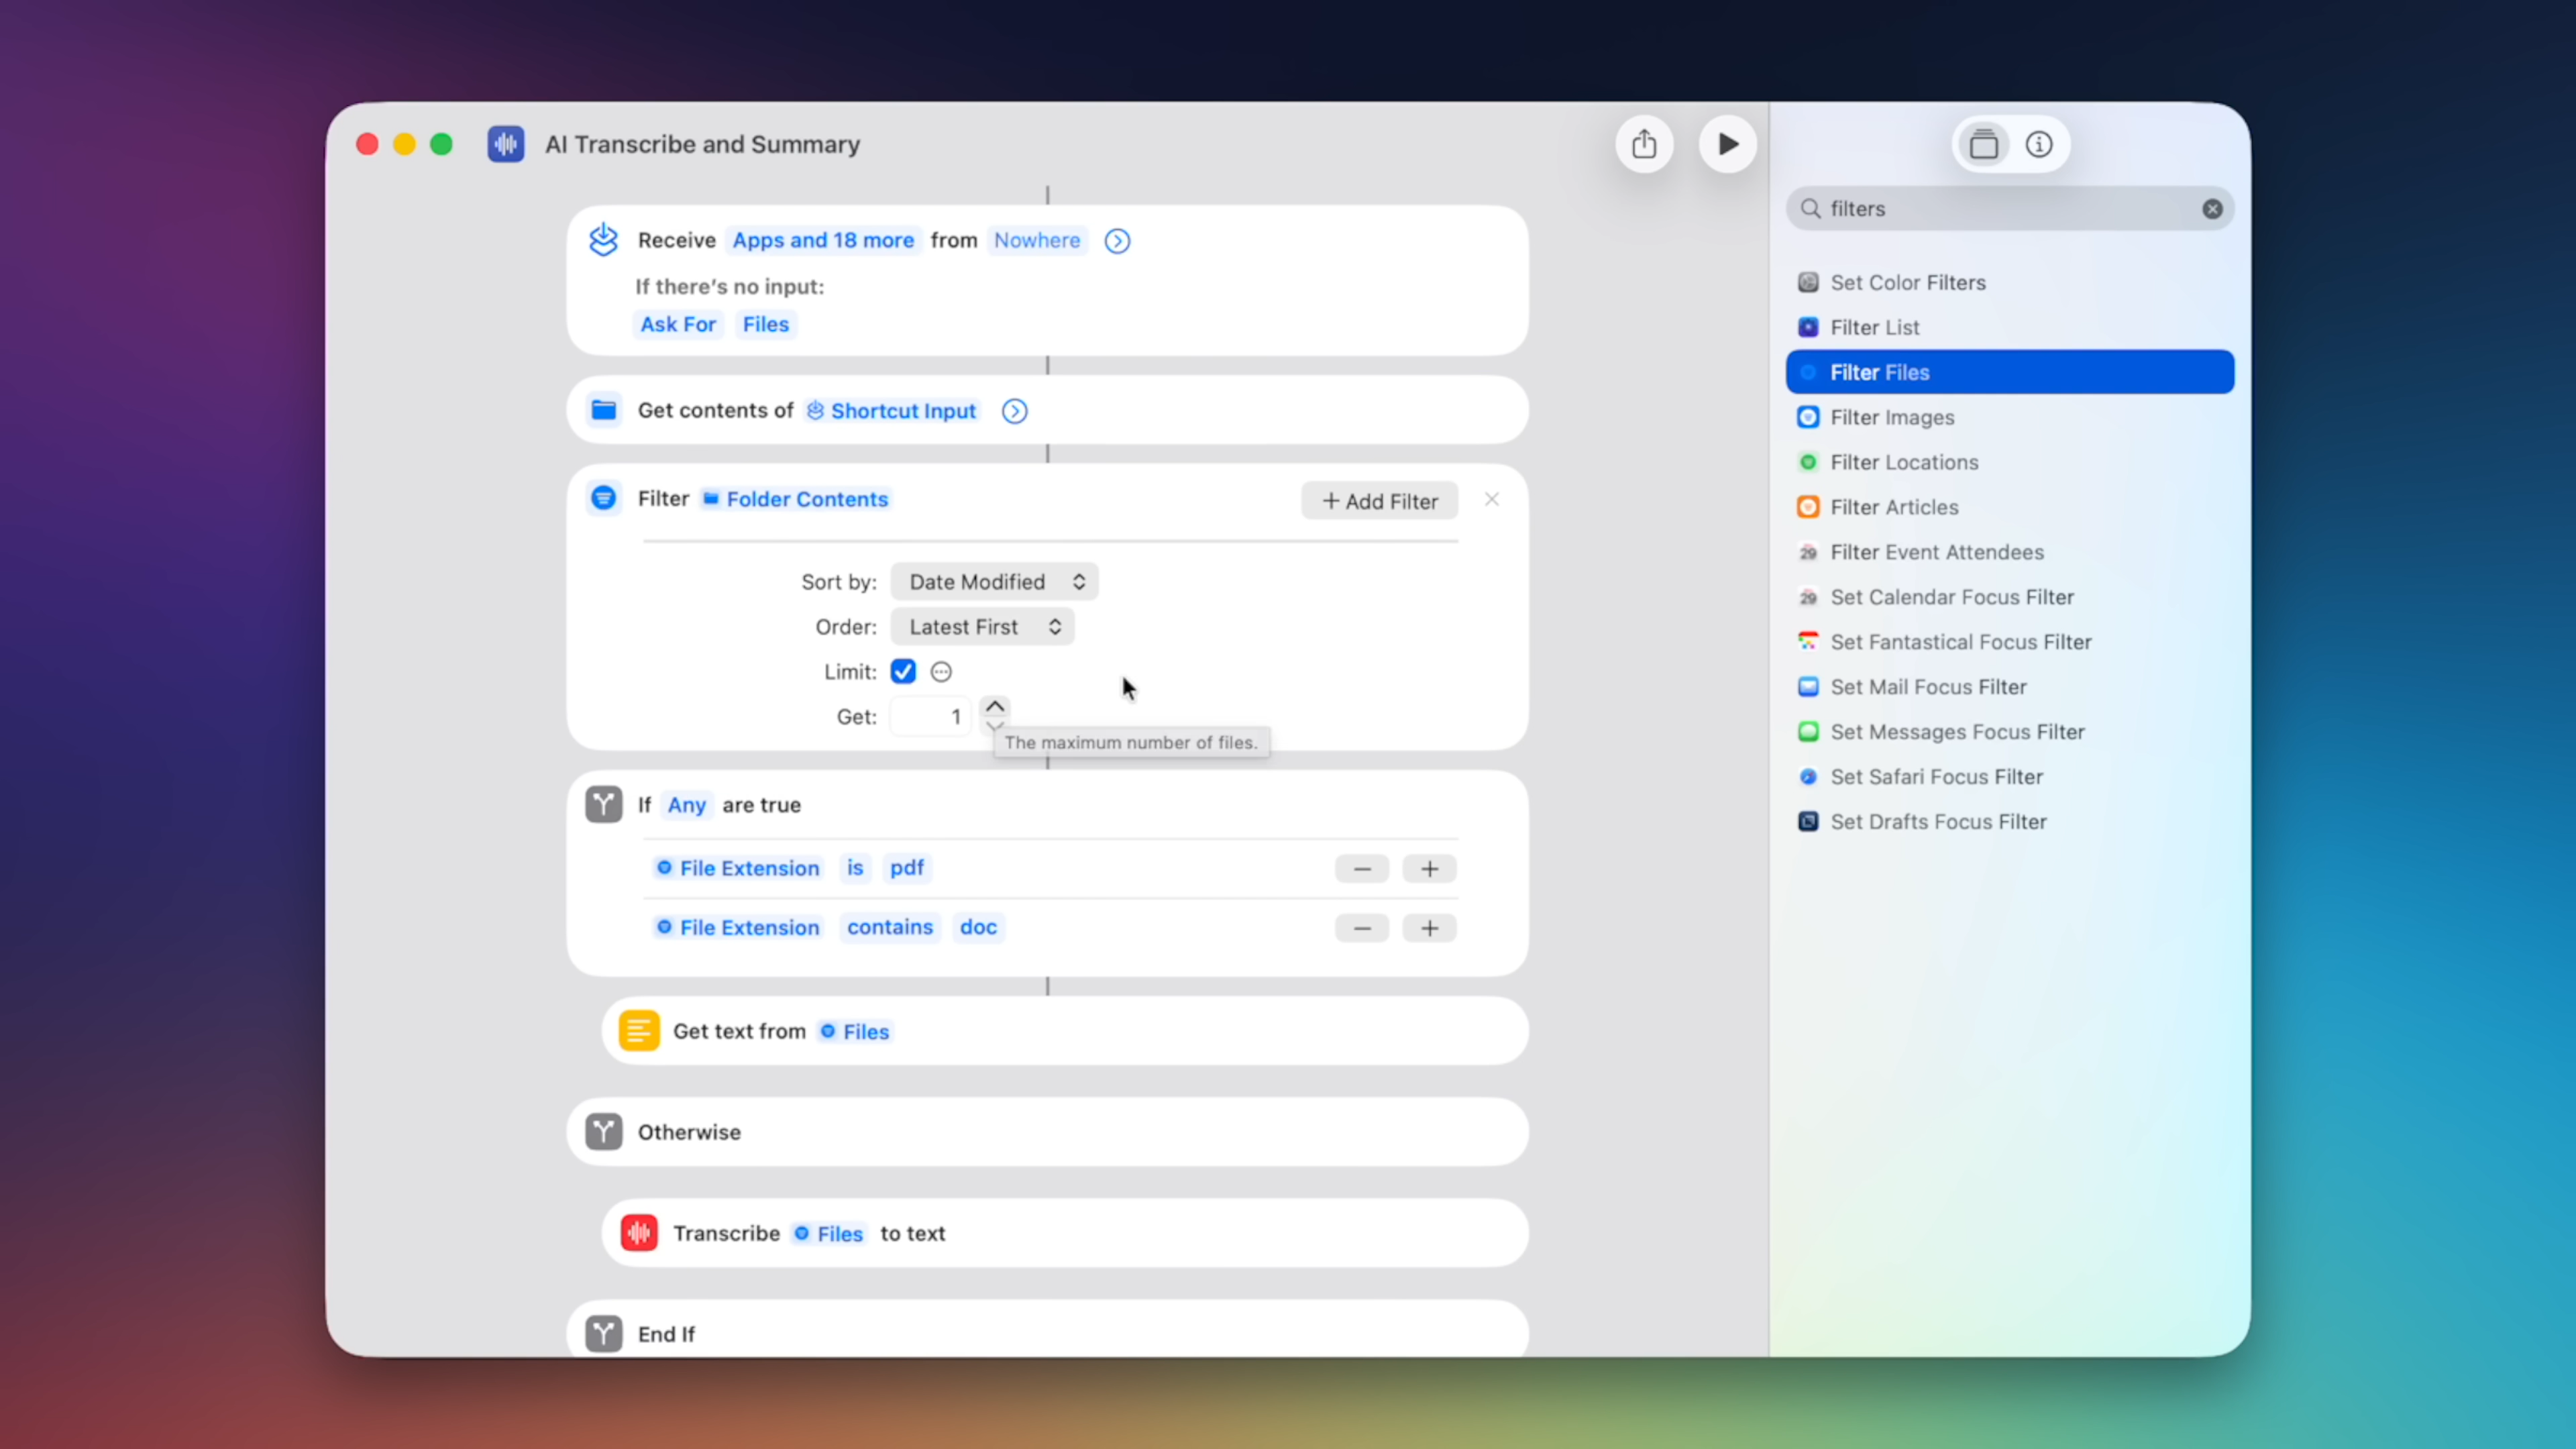 AI Transcribe and Summary
Receive Apps and 18 more from Nowhere
If there's no input:
Ask For Files
Get contents of Shortcut Input
Filter Folder Contents
+ Add Filter
Sort by: Date Modified
Order: Latest First
Limit:
Get: 1
The maximum number of files.
If Any are true
File Extension is pdf
File Extension contains doc
Get text from Files
Otherwise
Transcribe Files to text
End If
filters
Set Color Filters
Filter List
Filter Files
Filter Images
Filter Locations
Filter Articles
29 Filter Event Attendees
29 Set Calendar Focus Filter
Set Fantastical Focus Filter
Set Mail Focus Filter
Set Messages Focus Filter
Set Safari Focus Filter
Set Drafts Focus Filter